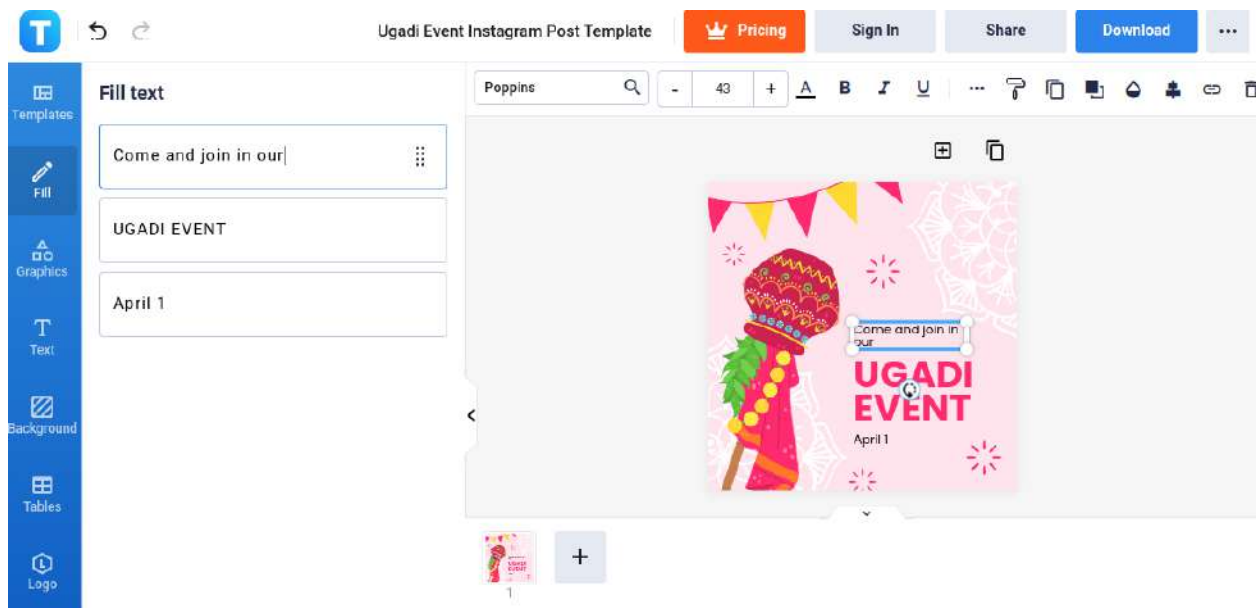 T Ugadi Event Instagram Post Template Pricing Sign In Share Download ...
Templates
Fill
Graphics
Text
Background
Tables
Logo
Fill text
Come and join in our
UGADI EVENT
April 1
Poppins - 43 + A B I U ...
Come and join in
our
UGADI
EVENT
April 1
+
1